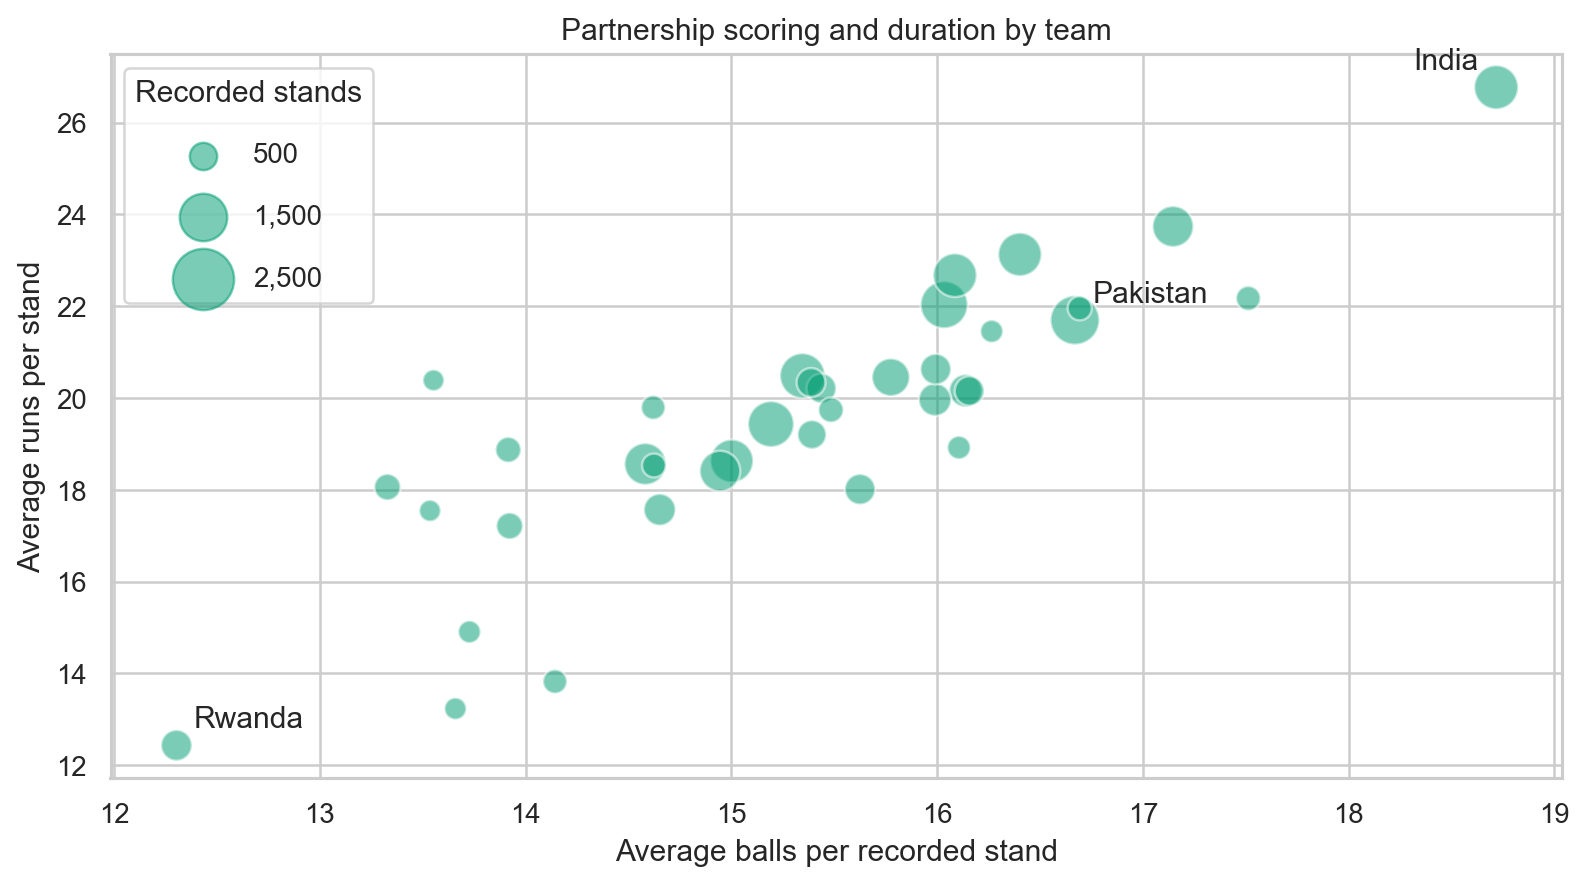 Partnership scoring and duration by team
India
Recorded stands
500
1,500
2,500
Pakistan
Rwanda
Average runs per stand
26
24
22
20
18
16
14
12
12 13 14 15 16 17 18 19
Average balls per recorded stand